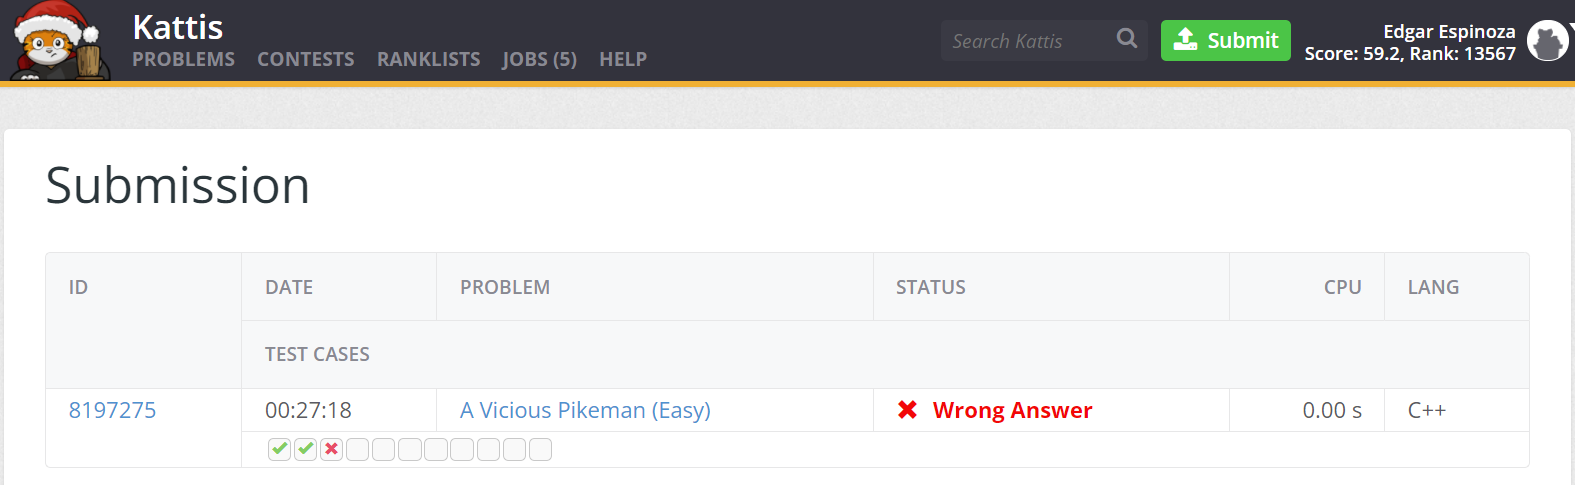 Kattis
PROBLEMS CONTESTS RANKLISTS JOBS (5) HELP
Search Kattis
Submit
Edgar Espinoza
Score: 59.2, Rank: 13567
Submission
ID DATE PROBLEM STATUS CPU LANG
TEST CASES
8197275 00:27:18 A Vicious Pikeman (Easy) Wrong Answer 0.00 s C++